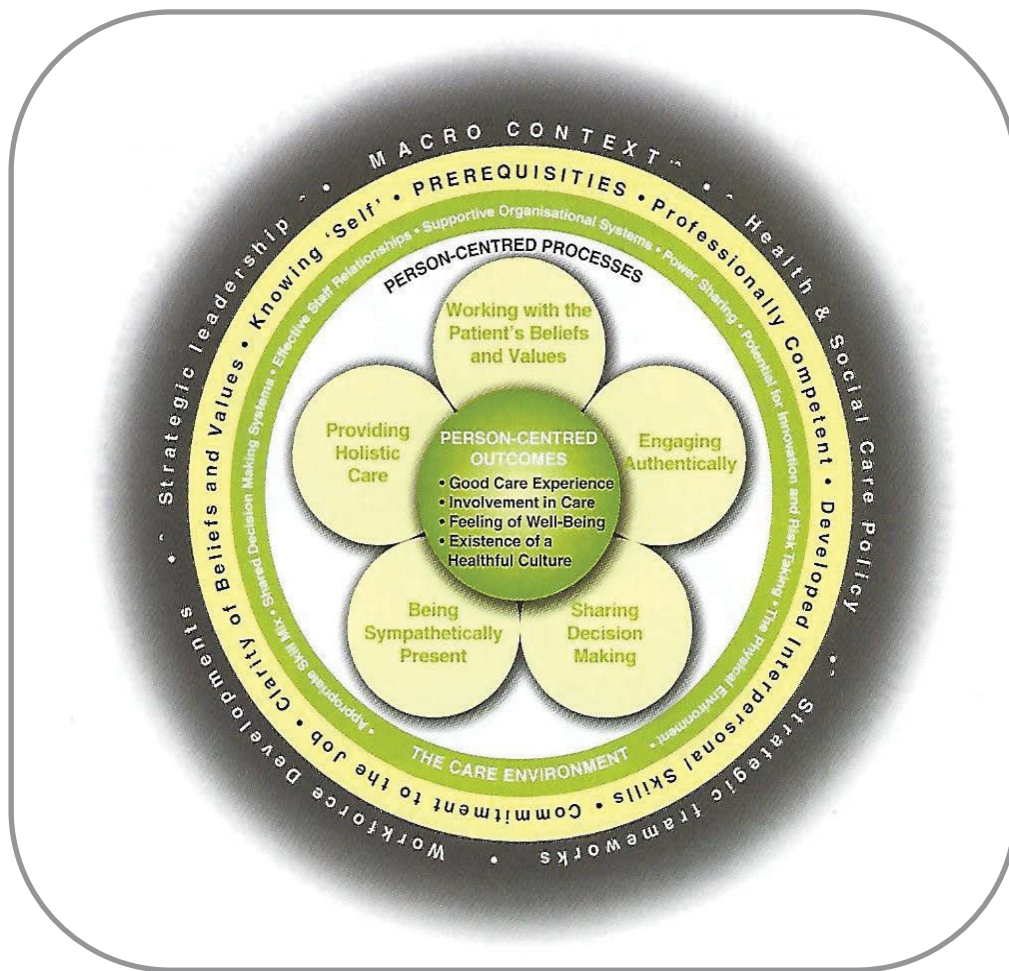 MACRO CONTEXT • Health & Social Care Policy
Strategic frameworks • Workforce Developments • Strategic leadership •
PREREQUISITIES • Professionally Competent • Developed Interpersonal Skills • Commitment to the Job • Clarity of Beliefs and Values • Knowing ‘Self’ •
THE CARE ENVIRONMENT
• Appropriate Skill Mix • Shared Decision Making Systems • Effective Staff Relationships • Supportive Organisational Systems • Power Sharing • Potential for Innovation and Risk Taking • The Physical Environment •
PERSON-CENTRED PROCESSES
Working with the
Patient's Beliefs
and Values
Engaging
Authentically
Sharing
Decision
Making
Being
Sympathetically
Present
Providing
Holistic
Care
PERSON-CENTRED
OUTCOMES
• Good Care Experience
• Involvement in Care
• Feeling of Well-Being
• Existence of a
Healthful Culture